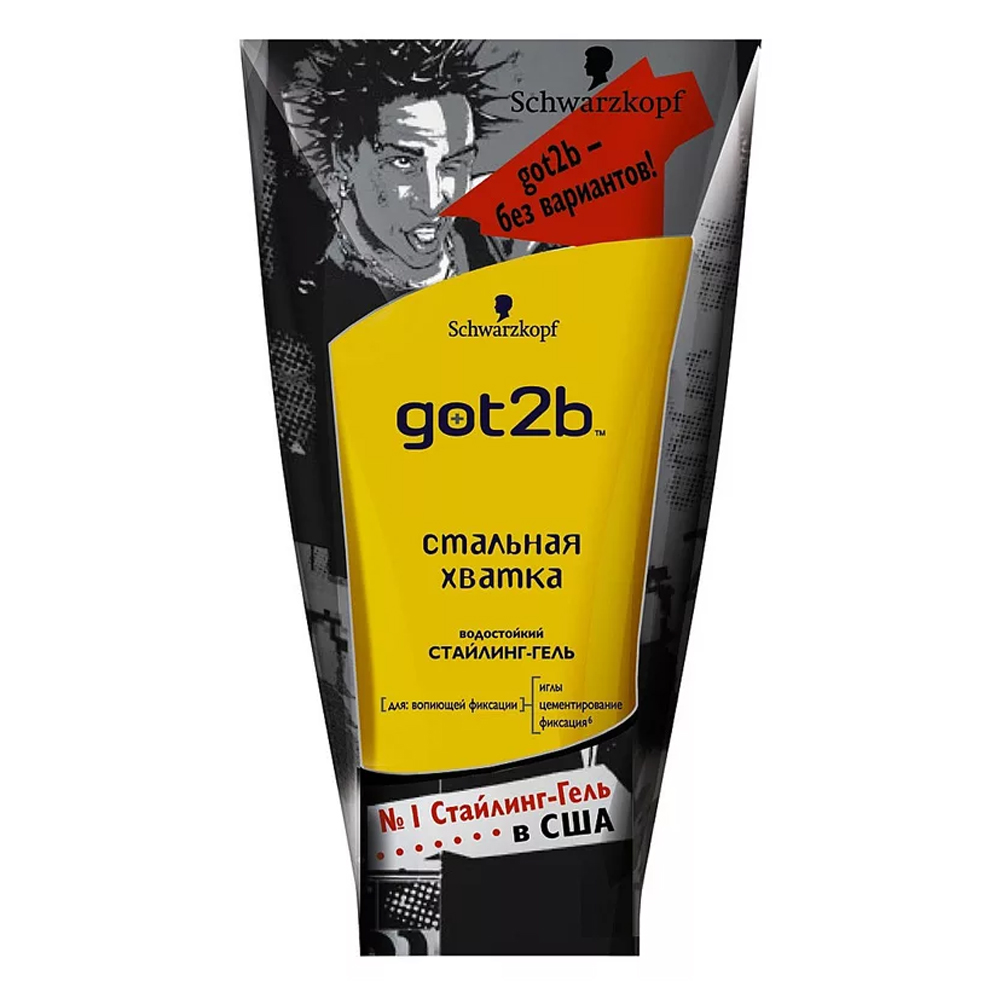 Schwarzkopf
got2b –
без вариантов!
Schwarzkopf
got2b™
стальная
хватка
водостойкий
СТАЙЛИНГ-ГЕЛЬ
[для: вопиющей фиксации]
иглы
цементирование
фиксация⁶
№ 1 Стайлинг-Гель
в США